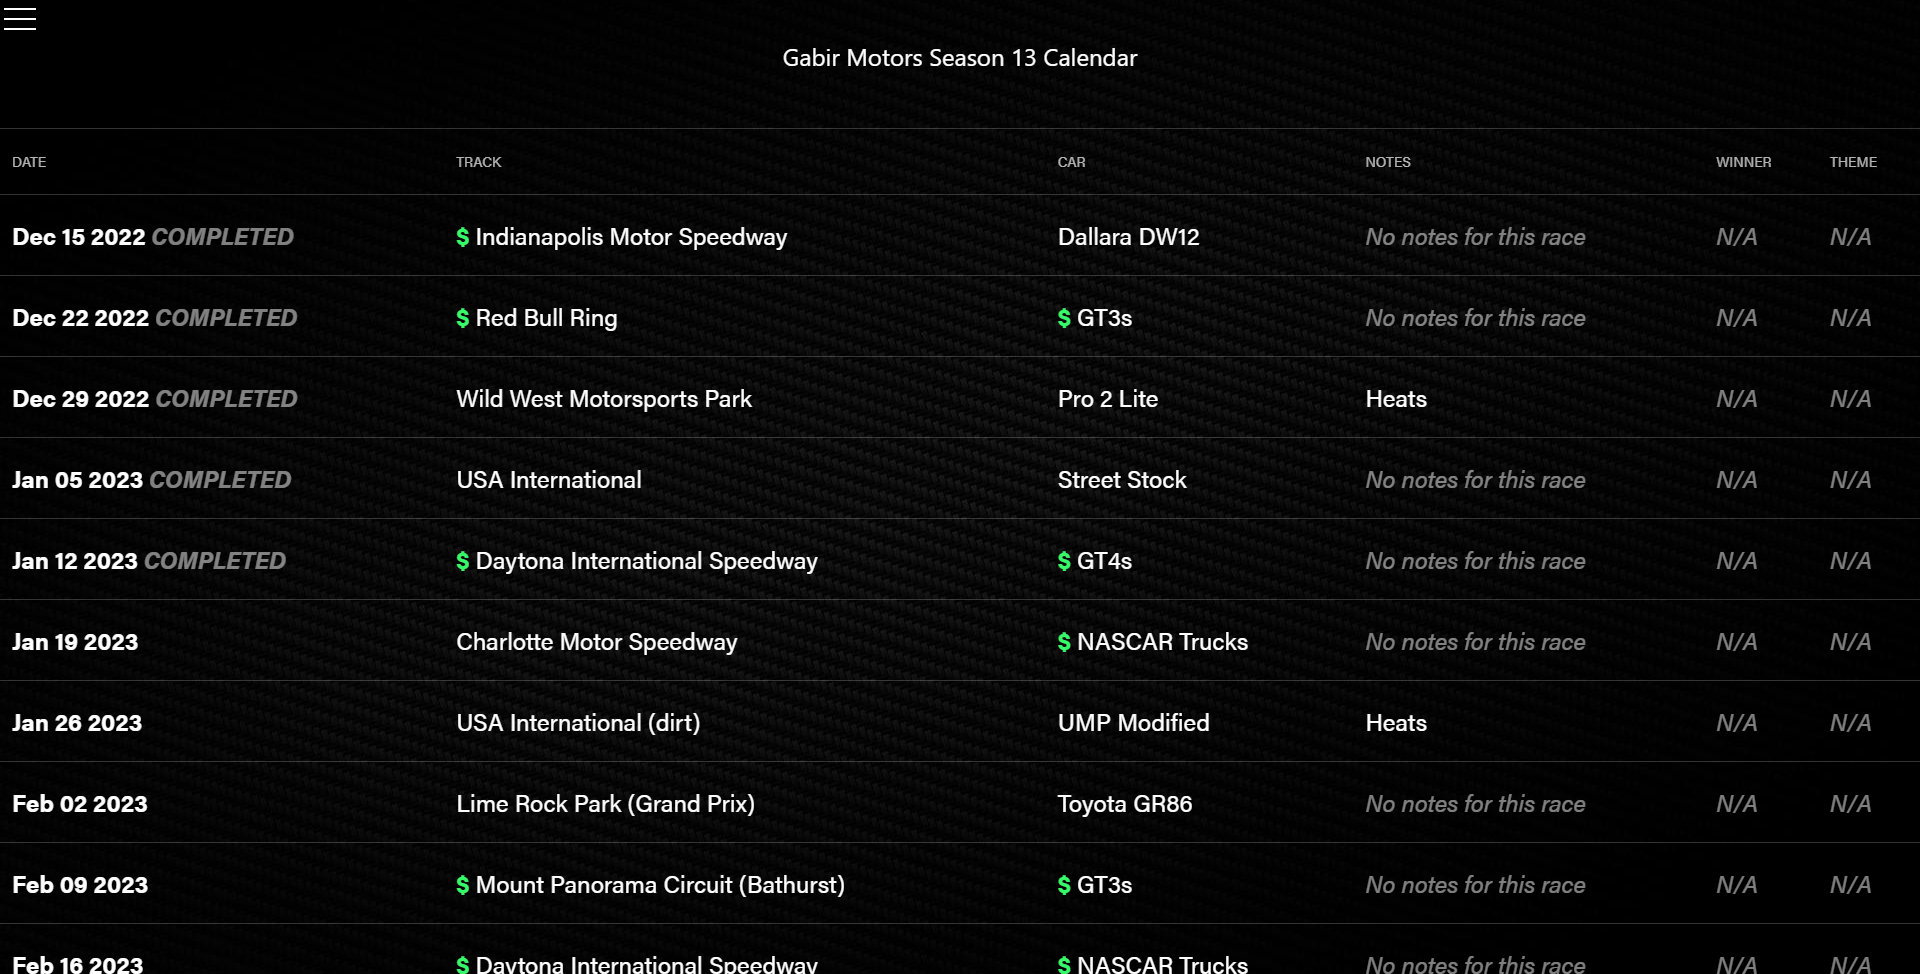 Gabir Motors Season 13 Calendar
DATE TRACK CAR NOTES WINNER THEME
Dec 15 2022 COMPLETED $ Indianapolis Motor Speedway Dallara DW12 No notes for this race N/A N/A
Dec 22 2022 COMPLETED $ Red Bull Ring $ GT3s No notes for this race N/A N/A
Dec 29 2022 COMPLETED Wild West Motorsports Park Pro 2 Lite Heats N/A N/A
Jan 05 2023 COMPLETED USA International Street Stock No notes for this race N/A N/A
Jan 12 2023 COMPLETED $ Daytona International Speedway $ GT4s No notes for this race N/A N/A
Jan 19 2023 Charlotte Motor Speedway $ NASCAR Trucks No notes for this race N/A N/A
Jan 26 2023 USA International (dirt) UMP Modified Heats N/A N/A
Feb 02 2023 Lime Rock Park (Grand Prix) Toyota GR86 No notes for this race N/A N/A
Feb 09 2023 $ Mount Panorama Circuit (Bathurst) $ GT3s No notes for this race N/A N/A
Feb 16 2023 $ Daytona International Speedway $ NASCAR Trucks No notes for this race N/A N/A